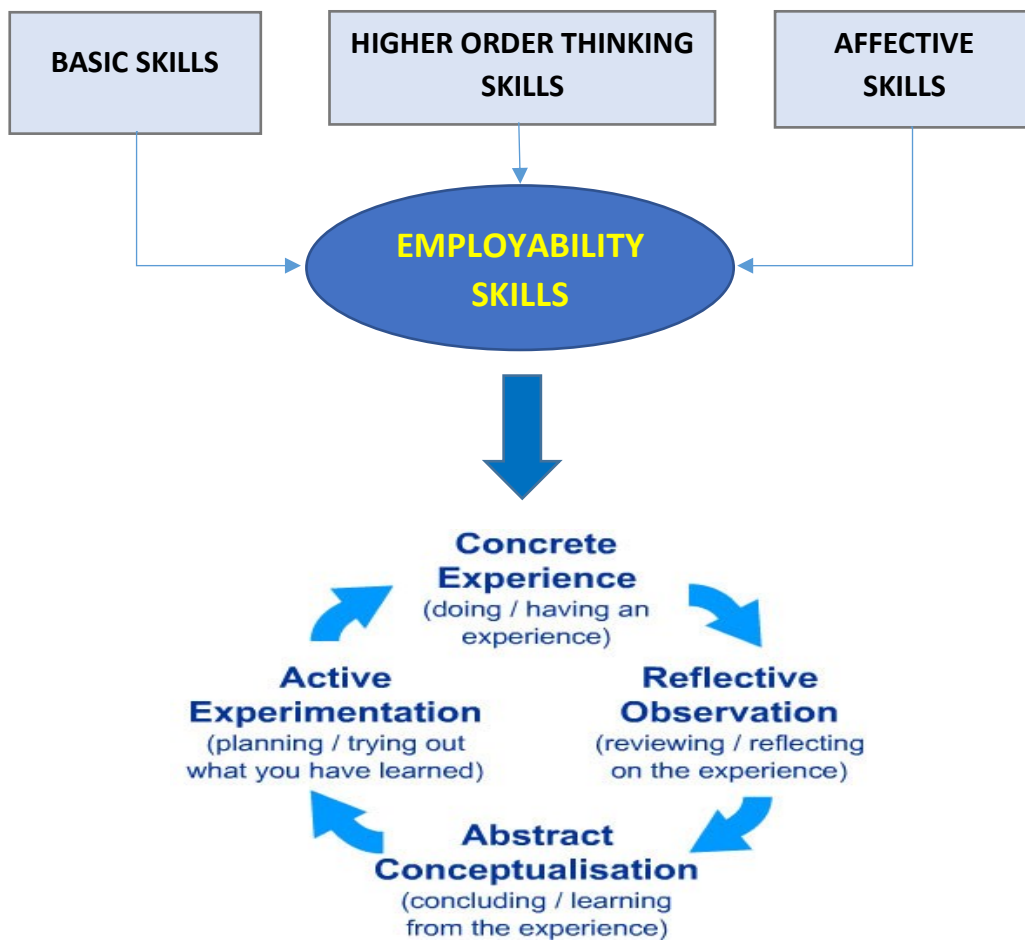 BASIC SKILLS
HIGHER ORDER THINKING
SKILLS
AFFECTIVE
SKILLS
EMPLOYABILITY
SKILLS
Concrete
Experience
(doing / having an
experience)
Reflective
Observation
(reviewing / reflecting
on the experience)
Abstract
Conceptualisation
(concluding / learning
from the experience)
Active
Experimentation
(planning / trying out
what you have learned)